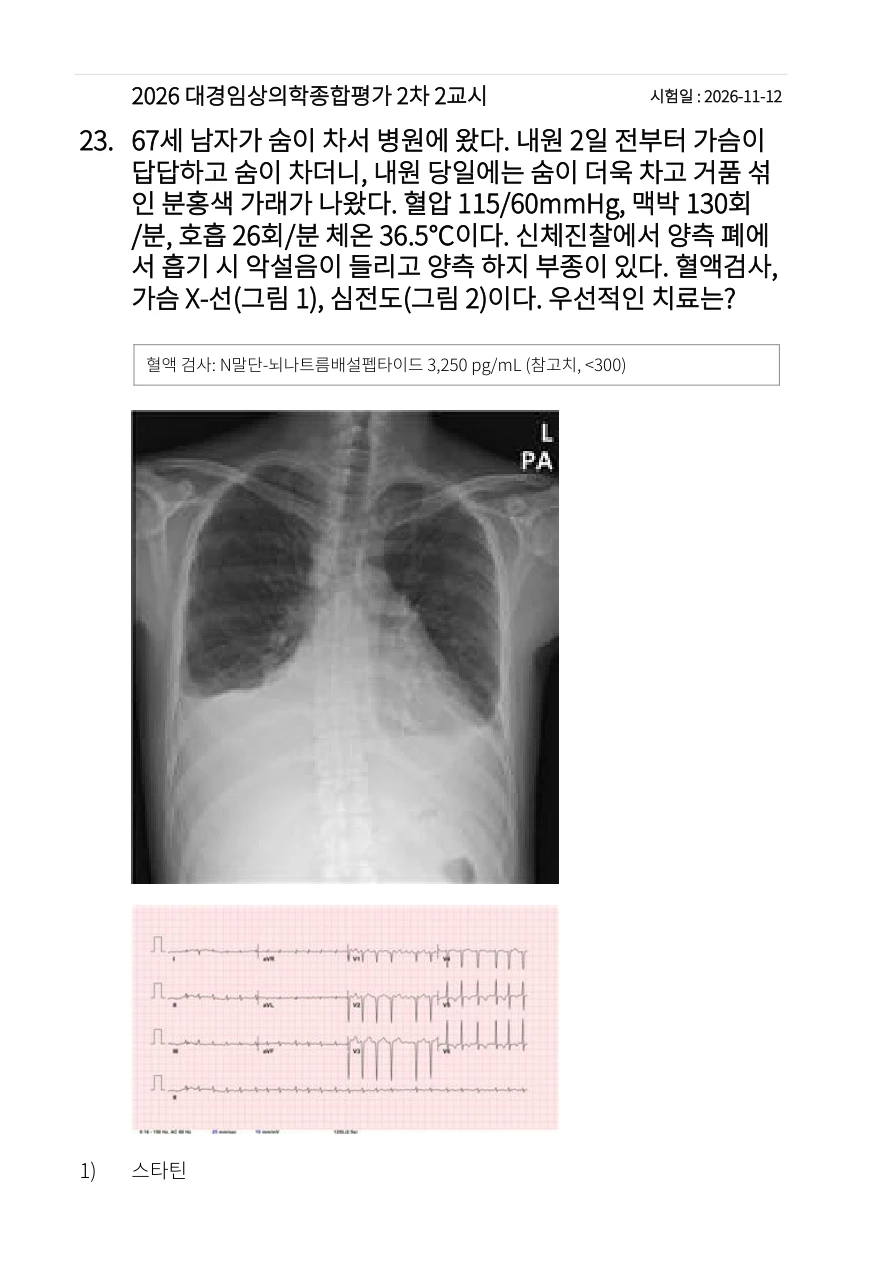 2026 대경임상의학종합평가 2차 2교시
시험일 : 2026-11-12
23. 67세 남자가 숨이 차서 병원에 왔다. 내원 2일 전부터 가슴이
답답하고 숨이 차더니, 내원 당일에는 숨이 더욱 차고 거품 섞
인 분홍색 가래가 나왔다. 혈압 115/60mmHg, 맥박 130회
/분, 호흡 26회/분 체온 36.5℃이다. 신체진찰에서 양측 폐에
서 흡기 시 악설음이 들리고 양측 하지 부종이 있다. 혈액검사,
가슴 X-선(그림 1), 심전도(그림 2)이다. 우선적인 치료는?
혈액 검사: N말단-뇌나트름배설펩타이드 3,250 pg/mL (참고치, <300)
L
PA
I aVR V1 V4
II aVL V2 V5
III aVF V3 V6
II
25 mm/sec 10 mm/mV
1) 스타틴